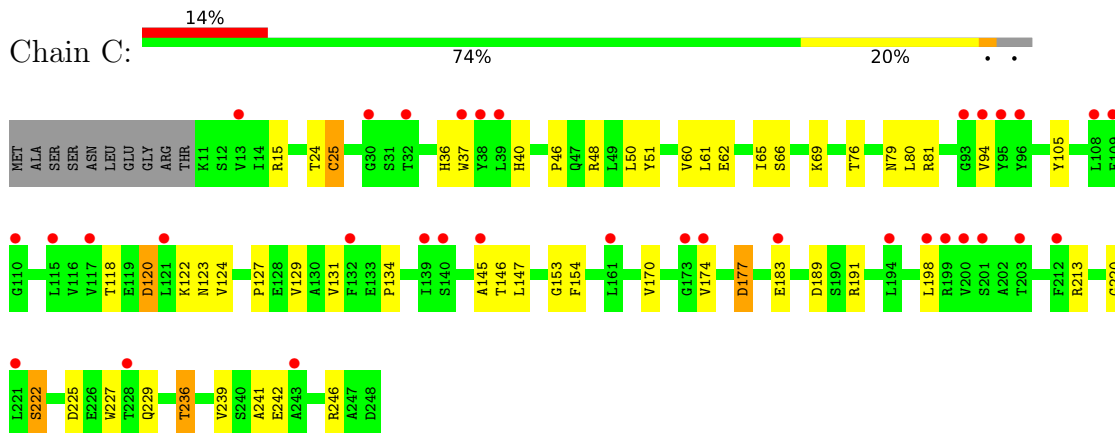 14%
Chain C:
74% 20% • •
MET ALA SER SER ASN LEU GLU GLY ARG THR K11 S12 V13 I14 R15 T24 C25 G30 S31 T32 H36 W37 Y38 L39 H40 P46 Q47 R48 L49 L50 Y51 V60 L61 E62 I65 S66 K69 T76 N79 L80 R81 G93 V94 Y95 Y96 Y105 L108
G110 L115 V116 V117 T118 E119 D120 L121 K122 N123 V124 P127 E128 V129 A130 V131 F132 E133 P134 I139 S140 A145 T146 L147 G153 F154 L161 V170 G173 V174 D177 E183 D189 S190 R191 L194 L198 R199 V200 S201 A202 T203 F212 R213
L221 S222 D225 E226 W227 T228 Q229 T236 V239 S240 A241 E242 A243 R246 A247 D248